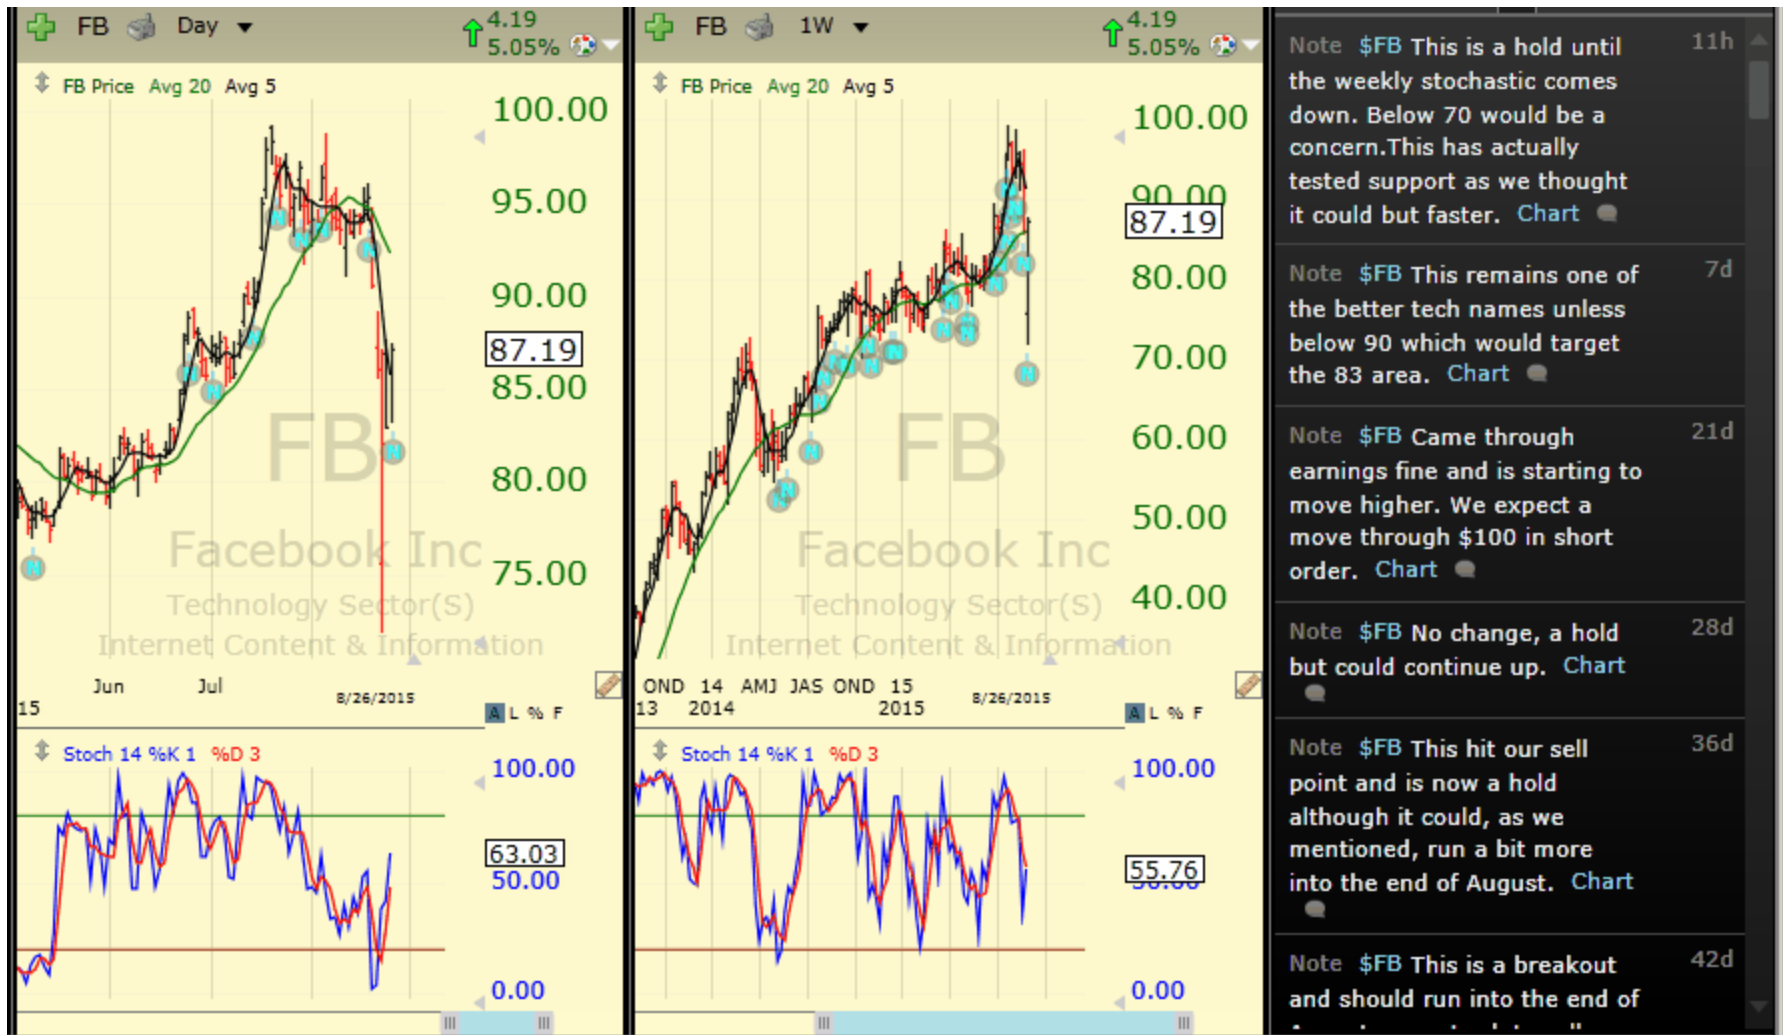 FB Day 4.19
5.05%
FB Price Avg 20 Avg 5
100.00
95.00
90.00
87.19
85.00
80.00
75.00
FB
Facebook Inc
Technology Sector(S)
Internet Content & Information
Jun Jul 8/26/2015
15
A L % F
Stoch 14 %K 1 %D 3
100.00
63.03
50.00
0.00
FB 1W 4.19
5.05%
FB Price Avg 20 Avg 5
100.00
90.00
87.19
80.00
70.00
60.00
50.00
40.00
FB
Facebook Inc
Technology Sector(S)
Internet Content & Information
OND 14 AMJ JAS OND 15 8/26/2015
13 2014 2015
A L % F
Stoch 14 %K 1 %D 3
100.00
55.76
0.00
Note $FB This is a hold until 11h
the weekly stochastic comes
down. Below 70 would be a
concern.This has actually
tested support as we thought
it could but faster. Chart
Note $FB This remains one of 7d
the better tech names unless
below 90 which would target
the 83 area. Chart
Note $FB Came through 21d
earnings fine and is starting to
move higher. We expect a
move through $100 in short
order. Chart
Note $FB No change, a hold 28d
but could continue up. Chart
Note $FB This hit our sell 36d
point and is now a hold
although it could, as we
mentioned, run a bit more
into the end of August. Chart
Note $FB This is a breakout 42d
and should run into the end of